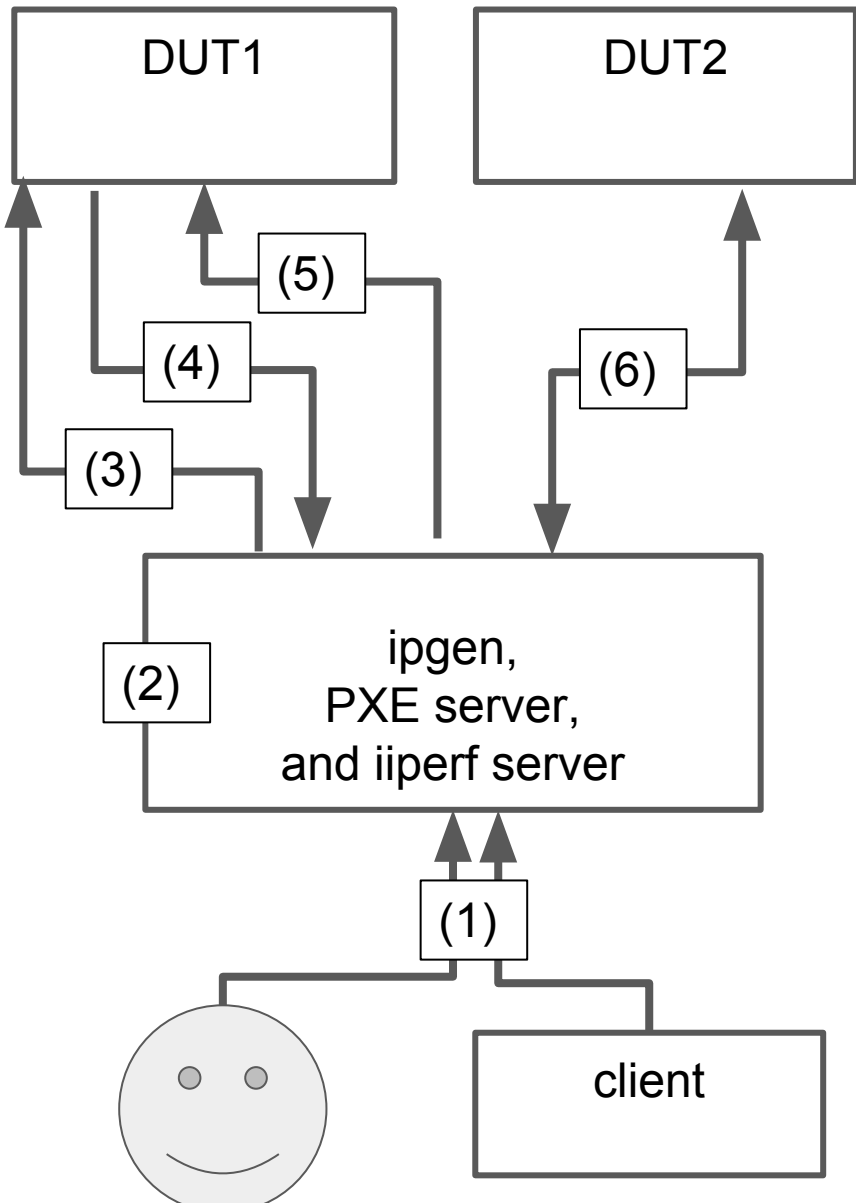 DUT1
DUT2
(5)
(4)
(6)
(3)
(2)
ipgen,
PXE server,
and iiperf server
(1)
client